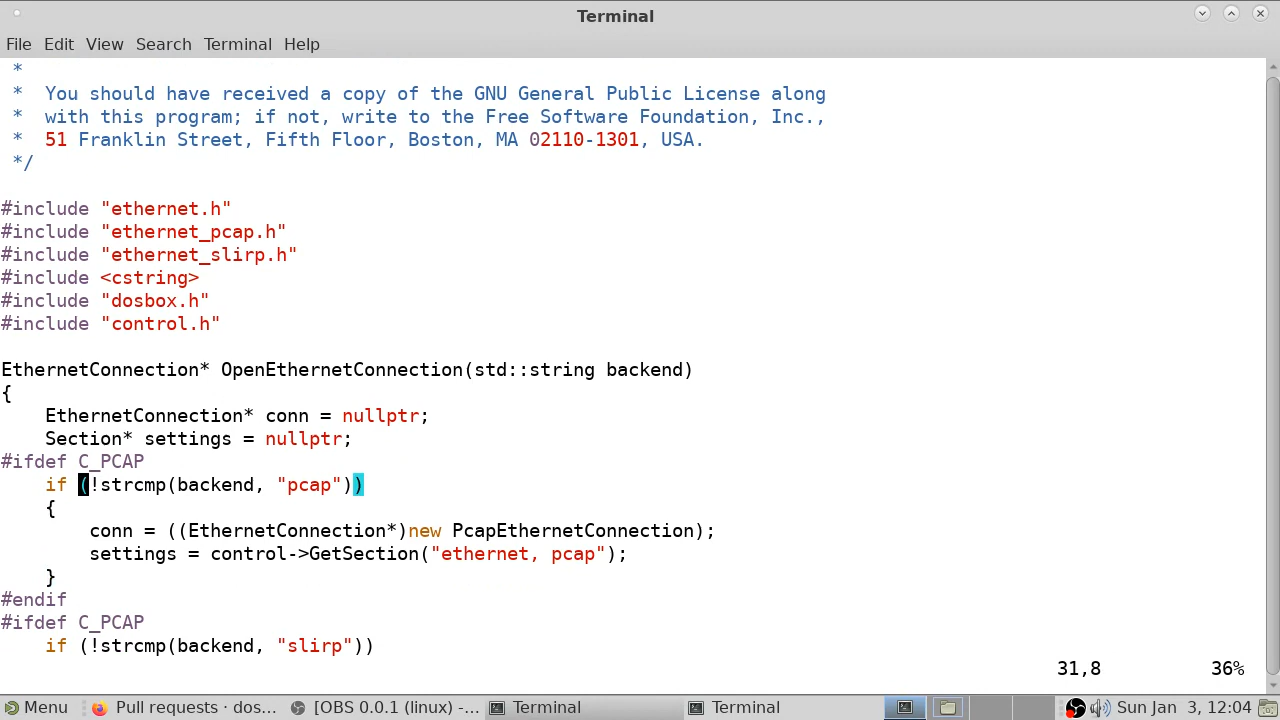 Terminal
File Edit View Search Terminal Help
*
* You should have received a copy of the GNU General Public License along
* with this program; if not, write to the Free Software Foundation, Inc.,
* 51 Franklin Street, Fifth Floor, Boston, MA 02110-1301, USA.
*/
#include "ethernet.h"
#include "ethernet_pcap.h"
#include "ethernet_slirp.h"
#include <cstring>
#include "dosbox.h"
#include "control.h"
EthernetConnection* OpenEthernetConnection(std::string backend)
{
    EthernetConnection* conn = nullptr;
    Section* settings = nullptr;
#ifdef C_PCAP
    if (!strcmp(backend, "pcap"))
    {
        conn = ((EthernetConnection*)new PcapEthernetConnection);
        settings = control->GetSection("ethernet, pcap");
    }
#endif
#ifdef C_PCAP
    if (!strcmp(backend, "slirp"))
31,8 36%
Menu Pull requests · dos... [OBS 0.0.1 (linux) -... Terminal Terminal Sun Jan 3, 12:04